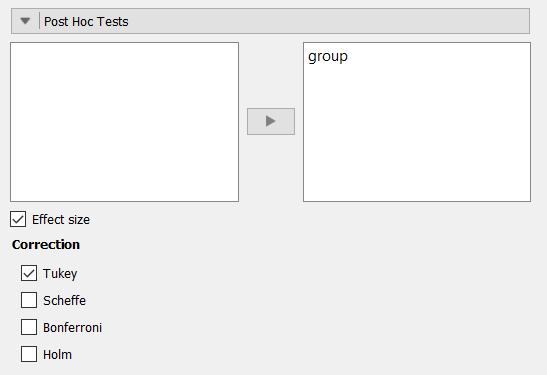 Post Hoc Tests
group
Effect size
Correction
Tukey
Scheffe
Bonferroni
Holm